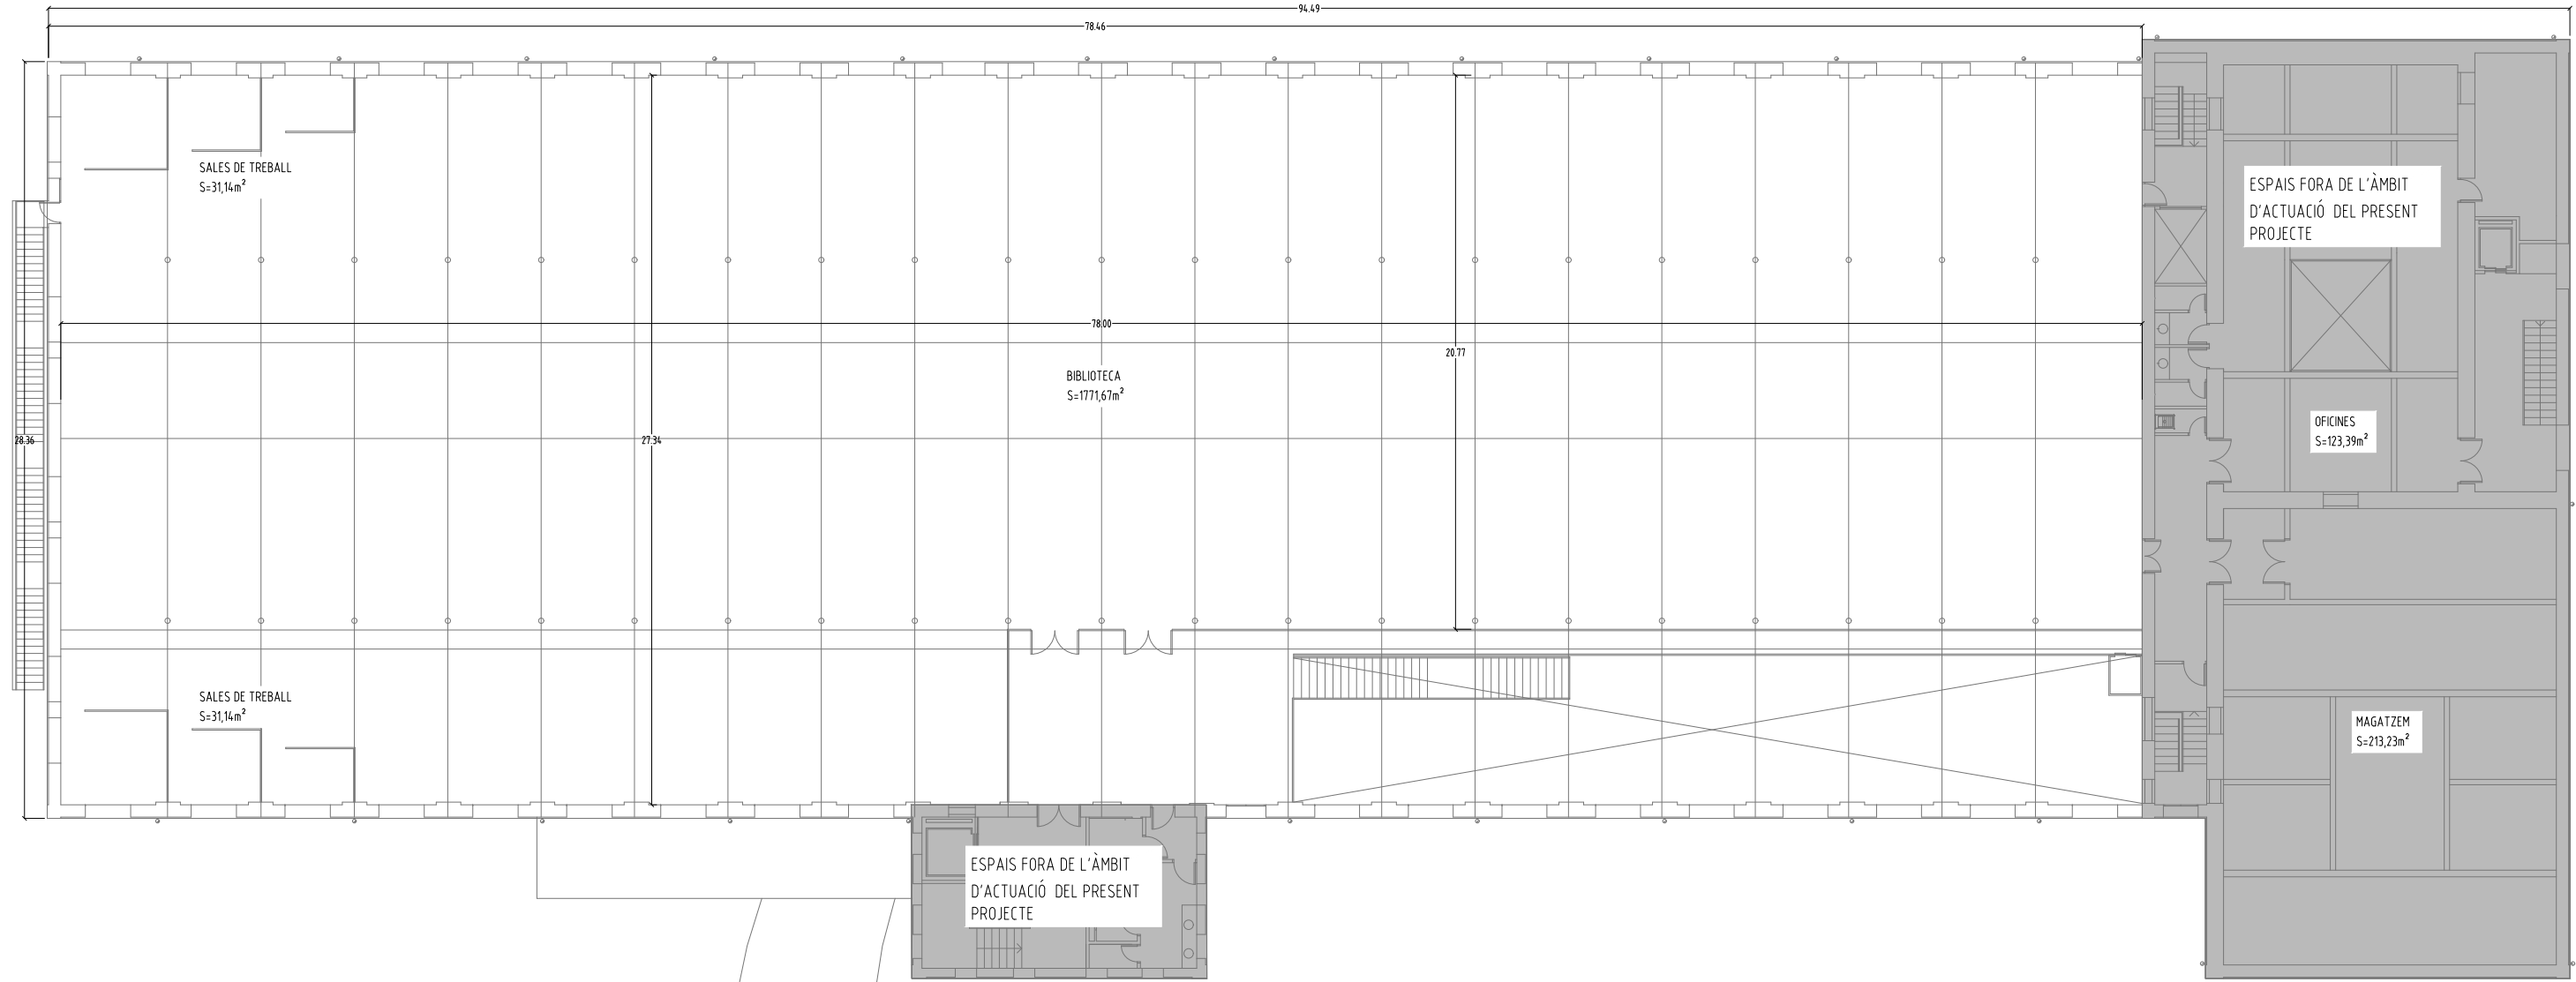 94.49
78.46
SALES DE TREBALL
S=31,14m²
ESPAIS FORA DE L'ÀMBIT
D'ACTUACIÓ DEL PRESENT
PROJECTE
78.00
20.77
BIBLIOTECA
S=1771,67m²
28.36
27.34
OFICINES
S=123,39m²
SALES DE TREBALL
S=31,14m²
MAGATZEM
S=213,23m²
ESPAIS FORA DE L'ÀMBIT
D'ACTUACIÓ DEL PRESENT
PROJECTE